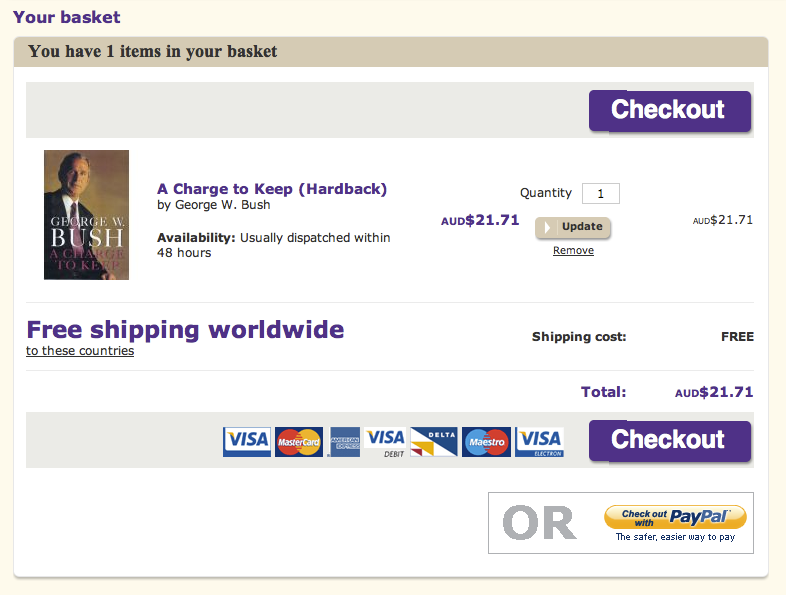 Your basket
You have 1 items in your basket
Checkout
GEORGE W.
BUSH
A CHARGE
TO KEEP
A Charge to Keep (Hardback)
by George W. Bush
Availability: Usually dispatched within
48 hours
AUD$21.71
Quantity 1
Update
Remove
AUD$21.71
Free shipping worldwide
to these countries
Shipping cost: FREE
Total: AUD$21.71
VISA
MasterCard
AMERICAN
EXPRESS
VISA
DEBIT
DELTA
Maestro
VISA
ELECTRON
Checkout
OR
Check out
with PayPal
The safer, easier way to pay